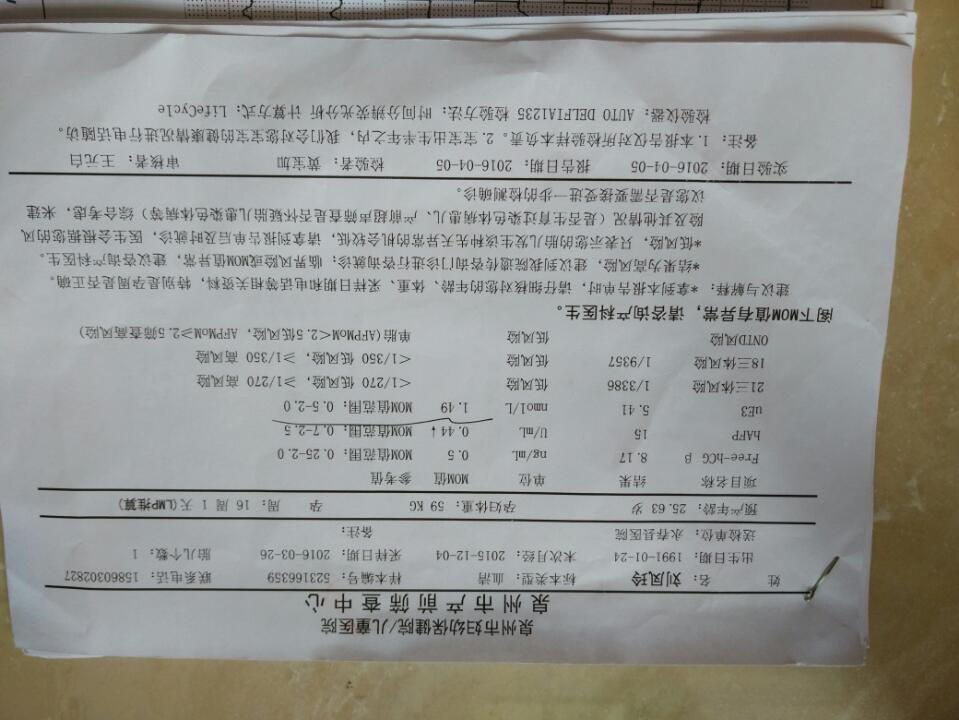 泉州市妇幼保健院/儿童医院
泉州市产前筛查中心
姓 名: 刘凤玲 标本类型: 血清 标本编号: 523166359 联系电话: 15860302827
出生日期: 1991-01-24 末次月经: 2015-12-04 采样日期: 2016-03-26 胎儿个数: 1
送检单位: 永春县医院 备注:
预产年龄: 25.63 岁 孕妇体重: 59 KG 孕 周: 16 周 1 天 (LMP推算)
项目名称 结果 单位 MOM值 参考值
Free-hCG β 8.17 ng/mL 0.5 MOM值范围: 0.25-2.0
hAFP 15 U/mL 0.44↓ MOM值范围: 0.7-2.5
uE3 5.41 nmol/L 1.49 MOM值范围: 0.5-2.0
21三体风险 1/3386 低风险 <1/270 低风险, ≥1/270 高风险
18三体风险 1/9357 低风险 <1/350 低风险, ≥1/350 高风险
ONTD风险 低风险 单胎(AFPMoM<2.5低风险, AFPMoM≥2.5筛查高风险)
阁下MOM值有异常, 请咨询产科医生。
建议与解释: *拿到本报告单时, 请仔细核对您的年龄、体重、采样日期和电话等相关资料, 特别是孕周是否正确。
*结果为高风险, 建议到我院遗传咨询门诊进行咨询就诊; 临界风险或MOM值异常, 建议咨询产科医生。
*低风险, 只表示您的胎儿发生该种先天异常的机会较低, 请拿到报告单后及时就诊, 医生会根据您的风
险及其他情况 (是否生育过染色体病患儿、产前超声筛查是否怀疑胎儿患染色体病等) 综合考虑, 来建
议您是否需要接受进一步的检测确诊。
实验日期: 2016-04-05 报告日期: 2016-04-05 检验者: 黄宝加 审核者: 王元白
备注: 1.本报告仅对所检验样本负责。2.宝宝出生半年之内, 我们会对您宝宝的健康情况进行电话随访。
检验仪器: AUTO DELFIA1235 检验方法: 时间分辨荧光分析 计算方式: LifeCycle